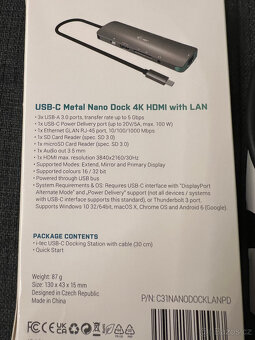 USB-C Metal Nano Dock 4K HDMI with LAN
• 3x USB-A 3.0 ports, transfer rate up to 5 Gbps
• 1x USB-C Power Delivery port (up to 20V/5A, max. 100 W)
• 1x Ethernet GLAN RJ-45 port, 10/100/1000 Mbps
• 1x SD Card Reader (spec. SD 3.0)
• 1x microSD Card Reader (spec. SD 3.0)
• 1x Audio out 3.5 mm
• 1x HDMI max. resolution 3840x2160/30Hz
• Supported Modes: Extend, Mirror and Primary Display
• Supported colours 16 / 32 bit
• Powered through USB bus
• System Requirements & OS: Requires USB-C interface with "DisplayPort
Alternate Mode" and „Power Delivery" support (not all devices / systems
with USB-C interface support these standards), or Thunderbolt 3 port.
Supports Windows 10 32/64bit, macOS X, Chrome OS and Android 6 (Google).
PACKAGE CONTENTS
• i-tec USB-C Docking Station with cable (30 cm)
• Quick Start
Weight: 87 g
Size: 130 x 43 x 15 mm
Designed in Czech Republic
Made in China
P/N: C31NANODOCKLANPD